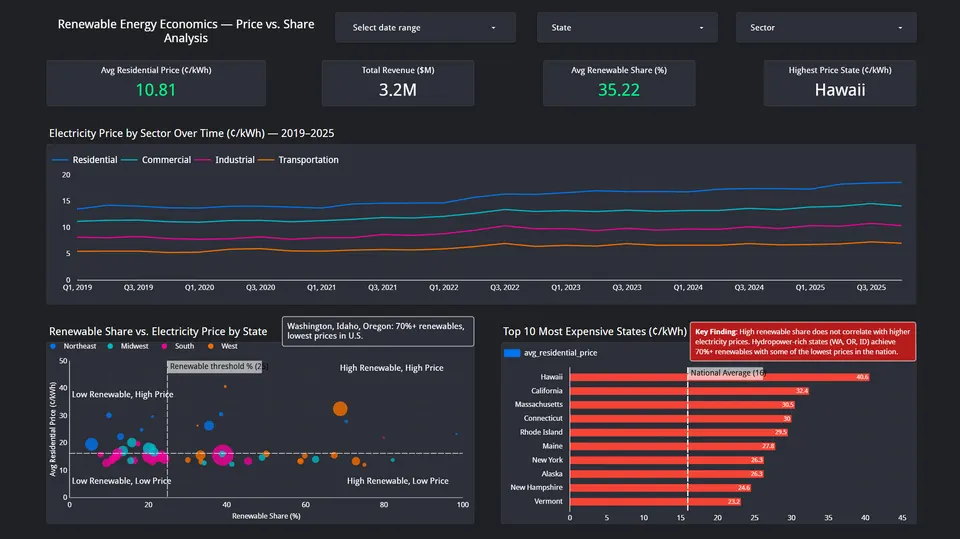 Renewable Energy Economics — Price vs. Share
Analysis
Select date range
State
Sector
Avg Residential Price (¢/kWh)
10.81
Total Revenue ($M)
3.2M
Avg Renewable Share (%)
35.22
Highest Price State (¢/kWh)
Hawaii
Electricity Price by Sector Over Time (¢/kWh) — 2019–2025
Residential Commercial Industrial Transportation
20
15
10
5
0
Q1, 2019 Q3, 2019 Q1, 2020 Q3, 2020 Q1, 2021 Q3, 2021 Q1, 2022 Q3, 2022 Q1, 2023 Q3, 2023 Q1, 2024 Q3, 2024 Q1, 2025 Q3, 2025
Renewable Share vs. Electricity Price by State
Washington, Idaho, Oregon: 70%+ renewables,
lowest prices in U.S.
Northeast Midwest South West
Avg Residential Price (¢/kWh)
50
40
30
20
10
0
Renewable threshold % (25)
High Renewable, High Price
Low Renewable, High Price
Low Renewable, Low Price
High Renewable, Low Price
0 20 40 60 80 100
Renewable Share (%)
Top 10 Most Expensive States (¢/kWh)
Key Finding: High renewable share does not correlate with higher
electricity prices. Hydropower-rich states (WA, OR, ID) achieve
70%+ renewables with some of the lowest prices in the nation.
avg_residential_price
National Average (16)
Hawaii 40.6
California 32.4
Massachusetts 30.5
Connecticut 30
Rhode Island 29.5
Maine 27.8
New York 26.3
Alaska 26.3
New Hampshire 24.6
Vermont 23.2
0 5 10 15 20 25 30 35 40 45